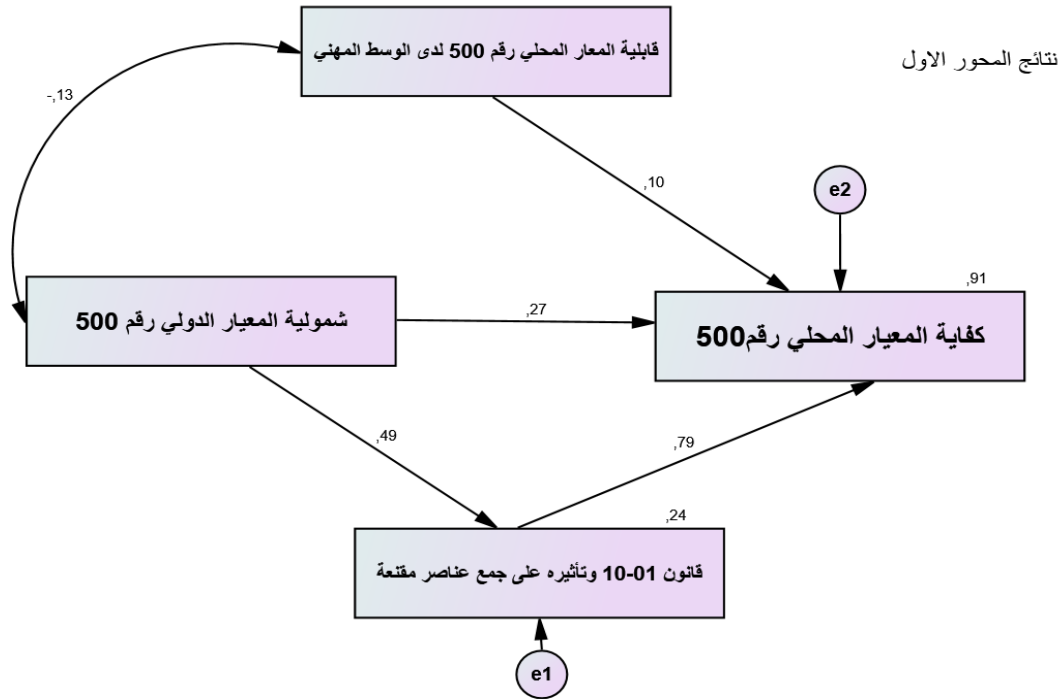 قابلية المعار المحلي رقم 500 لدى الوسط المهني
نتائج المحور الاول
-,13
,10
e2
,91
شمولية المعيار الدولي رقم 500
,27
كفاية المعيار المحلي رقم500
,49
,79
,24
قانون 01-10 وتأثيره على جمع عناصر مقنعة
e1